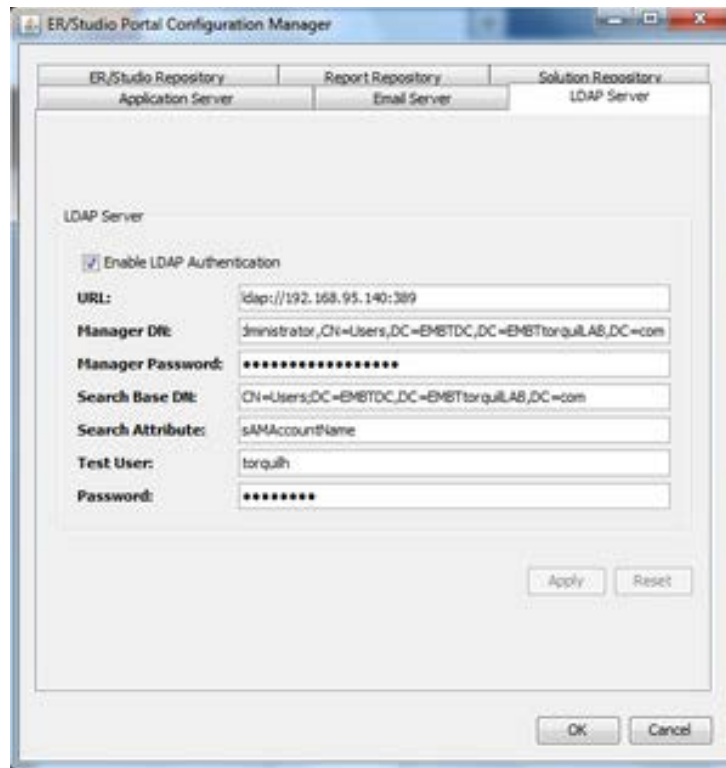 ER/Studio Portal Configuration Manager
ER/Studio Repository Report Repository Solution Repository
Application Server Email Server LDAP Server
LDAP Server
Enable LDAP Authentication
URL: ldap://192.168.95.140:389
Manager DN: dministrator,CN=Users,DC=EMBTDC,DC=EMBTtorquilLAB,DC=com
Manager Password: •••••••••••••••••
Search Base DN: CN=Users;DC=EMBTDC,DC=EMBTtorquilLAB,DC=com
Search Attribute: sAMAccountName
Test User: torquilh
Password: ••••••••
Apply Reset
OK Cancel